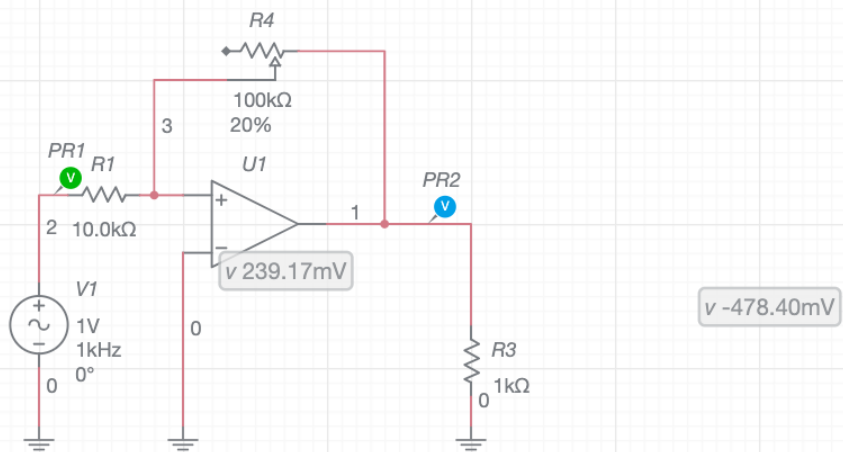 R4
100kΩ
20%
3
PR1
V
R1
U1
PR2
V
+
1
2
10.0kΩ
−
v 239.17mV
V1
+
−
1V
1kHz
0°
0
0
v -478.40mV
R3
1kΩ
0